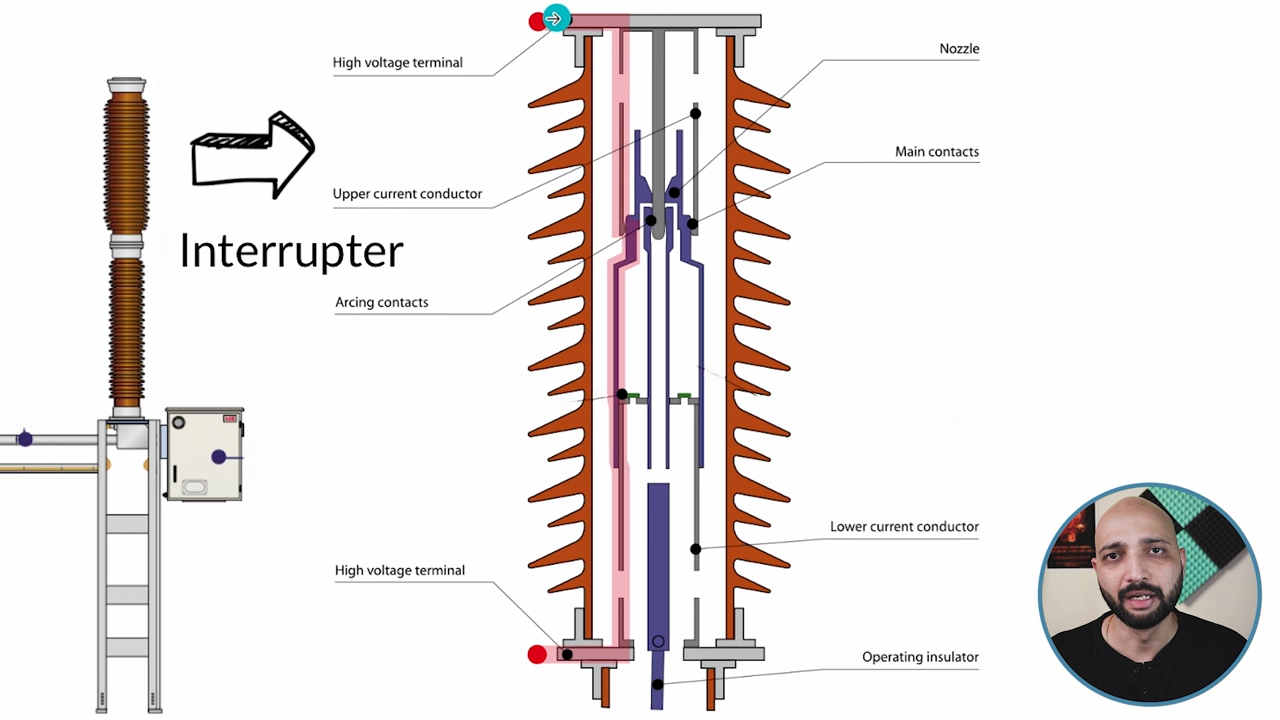 High voltage terminal
Nozzle
Main contacts
Upper current conductor
Interrupter
Arcing contacts
Lower current conductor
High voltage terminal
Operating insulator
ABB